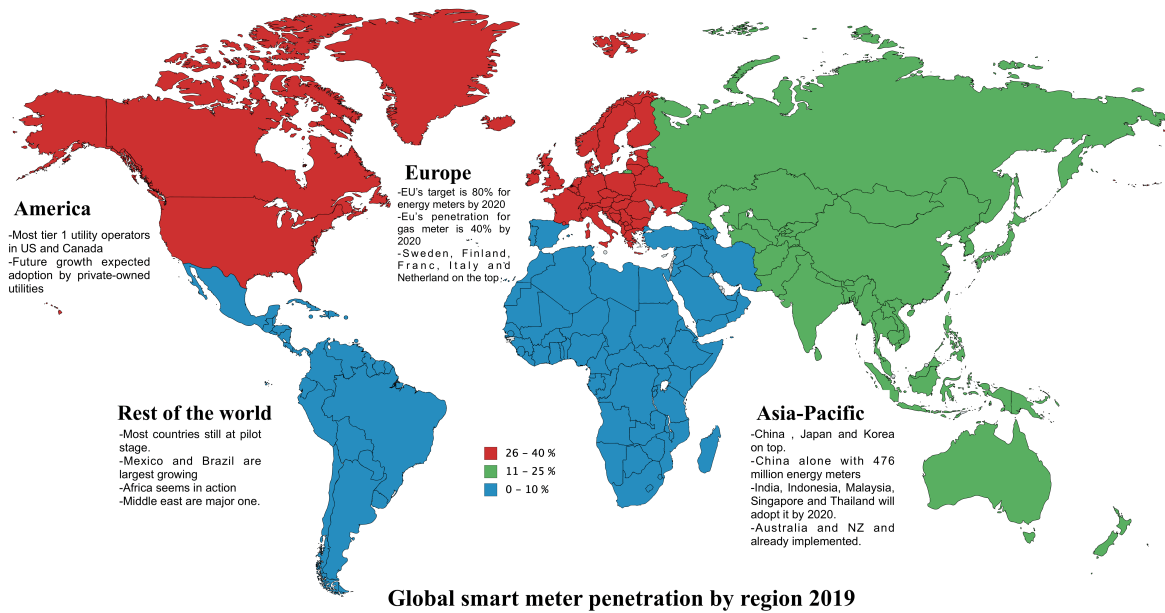 America
-Most tier 1 utility operators
in US and Canada
-Future growth expected
adoption by private-owned
utilities
Europe
-EU's target is 80% for
energy meters by 2020
-Eu's penetration for
gas meter is 40% by
2020
-Sweden, Finland,
Franc, Italy and
Netherland on the top
Rest of the world
-Most countries still at pilot
stage.
-Mexico and Brazil are
largest growing
-Africa seems in action
-Middle east are major one.
26 – 40 %
11 – 25 %
0 – 10 %
Asia-Pacific
-China , Japan and Korea
on top.
-China alone with 476
million energy meters
-India, Indonesia, Malaysia,
Singapore and Thailand will
adopt it by 2020.
-Australia and NZ and
already implemented.
Global smart meter penetration by region 2019